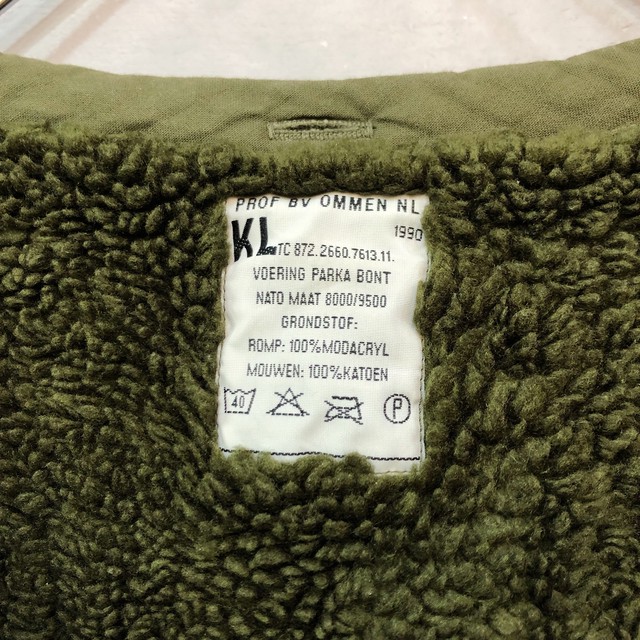 PROF BV OMMEN NL
1990
KL TC 872.2660.7613.11.
VOERING PARKA BONT
NATO MAAT 8000/9500
GRONDSTOF:
ROMP: 100%MODACRYL
MOUWEN: 100%KATOEN
40 P